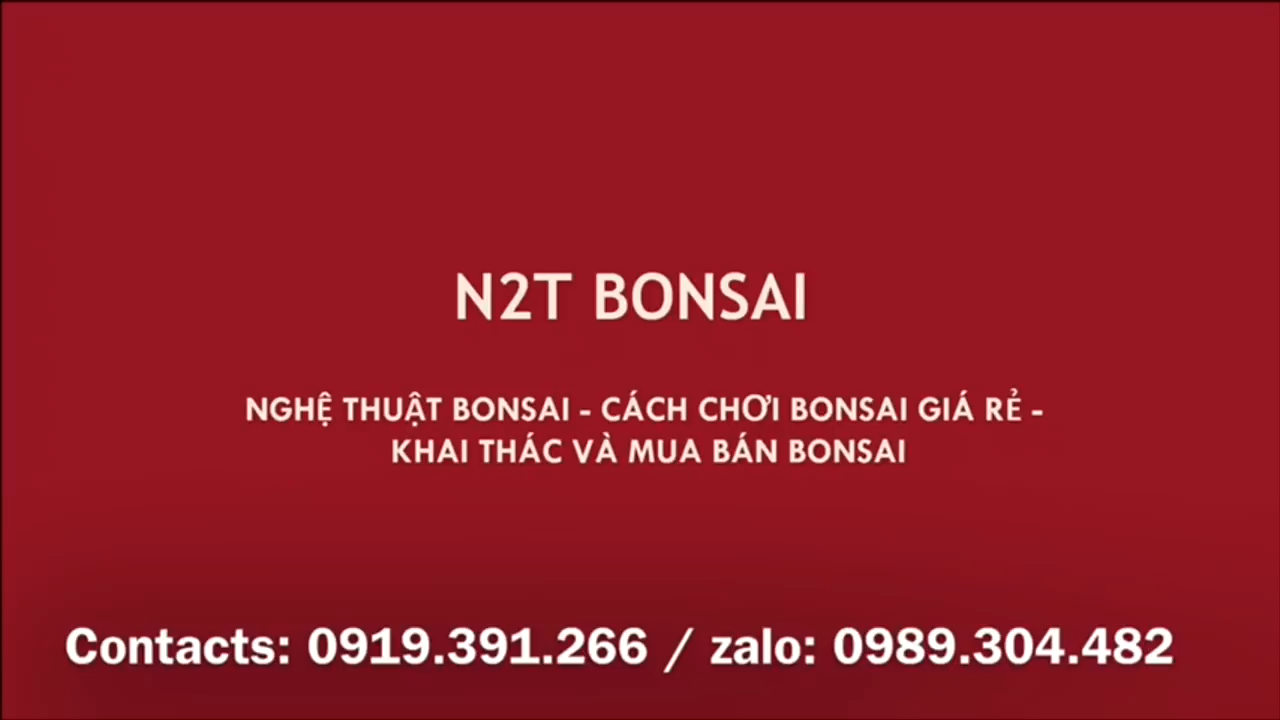 N2T BONSAI
NGHỆ THUẬT BONSAI - CÁCH CHƠI BONSAI GIÁ RẺ -
KHAI THÁC VÀ MUA BÁN BONSAI
Contacts: 0919.391.266 / zalo: 0989.304.482